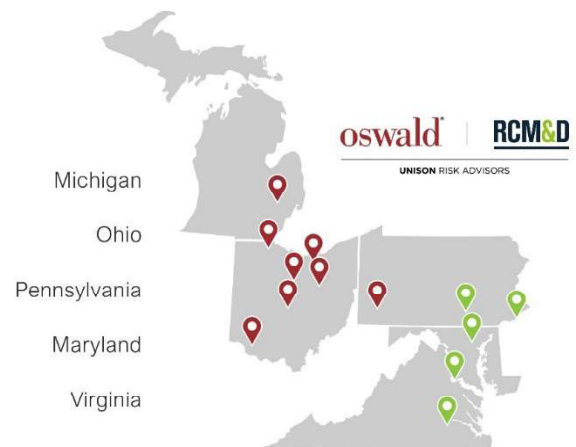 oswald RCM&D
UNISON RISK ADVISORS
Michigan
Ohio
Pennsylvania
Maryland
Virginia